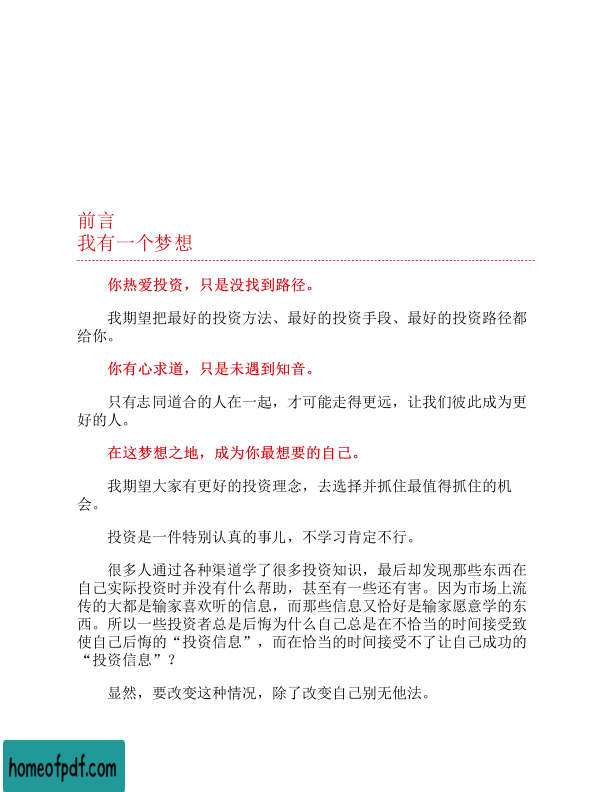 前言
我有一个梦想
你热爱投资，只是没找到路径。
我期望把最好的投资方法、最好的投资手段、最好的投资路径都
给你。
你有心求道，只是未遇到知音。
只有志同道合的人在一起，才可能走得更远，让我们彼此成为更
好的人。
在这梦想之地，成为你最想要的自己。
我期望大家有更好的投资理念，去选择并抓住最值得抓住的机
会。
投资是一件特别认真的事儿，不学习肯定不行。
很多人通过各种渠道学了很多投资知识，最后却发现那些东西在
自己实际投资时并没有什么帮助，甚至有一些还有害。因为市场上流
传的大都是输家喜欢听的信息，而那些信息又恰好是输家愿意学的东
西。所以一些投资者总是后悔为什么自己总是在不恰当的时间接受致
使自己后悔的“投资信息”，而在恰当的时间接受不了让自己成功的
“投资信息”？
显然，要改变这种情况，除了改变自己别无他法。
homeofpdf.com